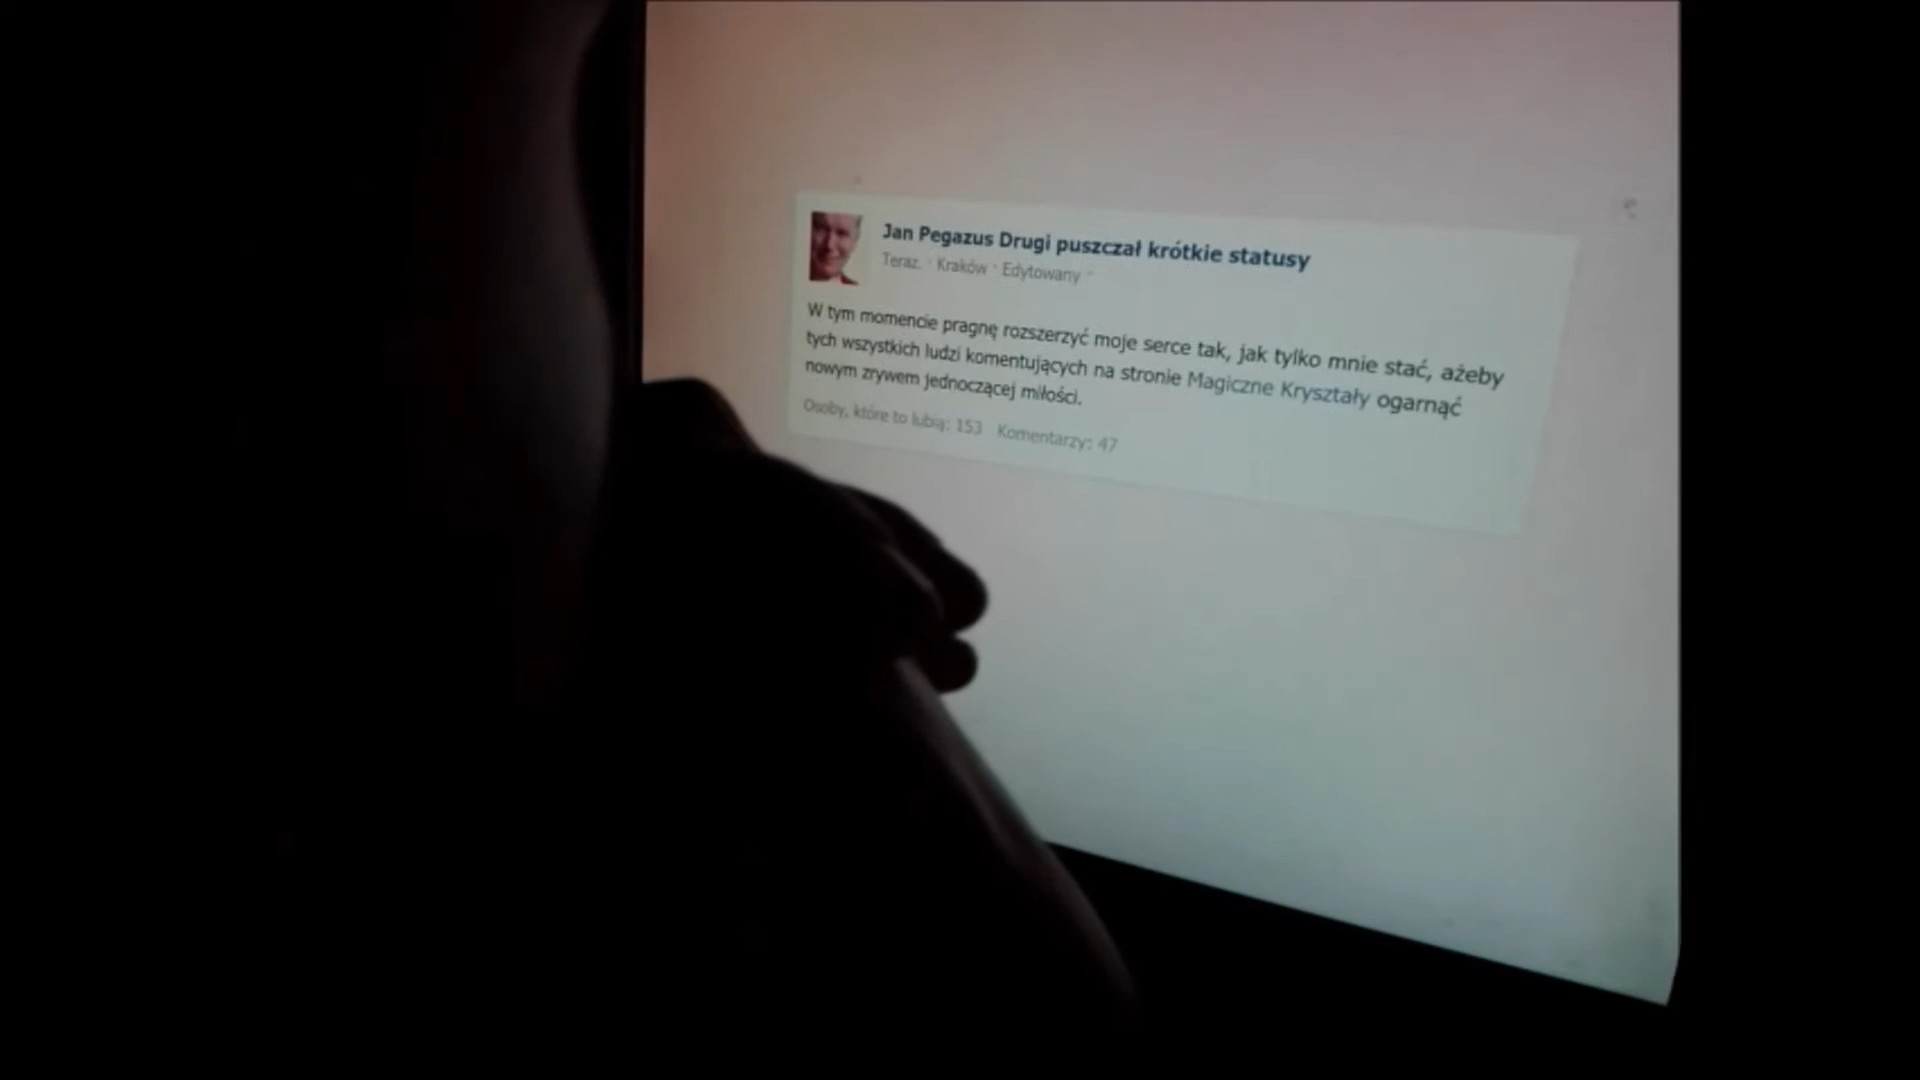 Jan Pegazus Drugi puszczał krótkie statusy
Teraz. · Kraków · Edytowany ·
W tym momencie pragnę rozszerzyć moje serce tak, jak tylko mnie stać, ażeby
tych wszystkich ludzi komentujących na stronie Magiczne Kryształy ogarnąć
nowym zrywem jednoczącej miłości.
Osoby, które to lubią: 153 Komentarzy: 47